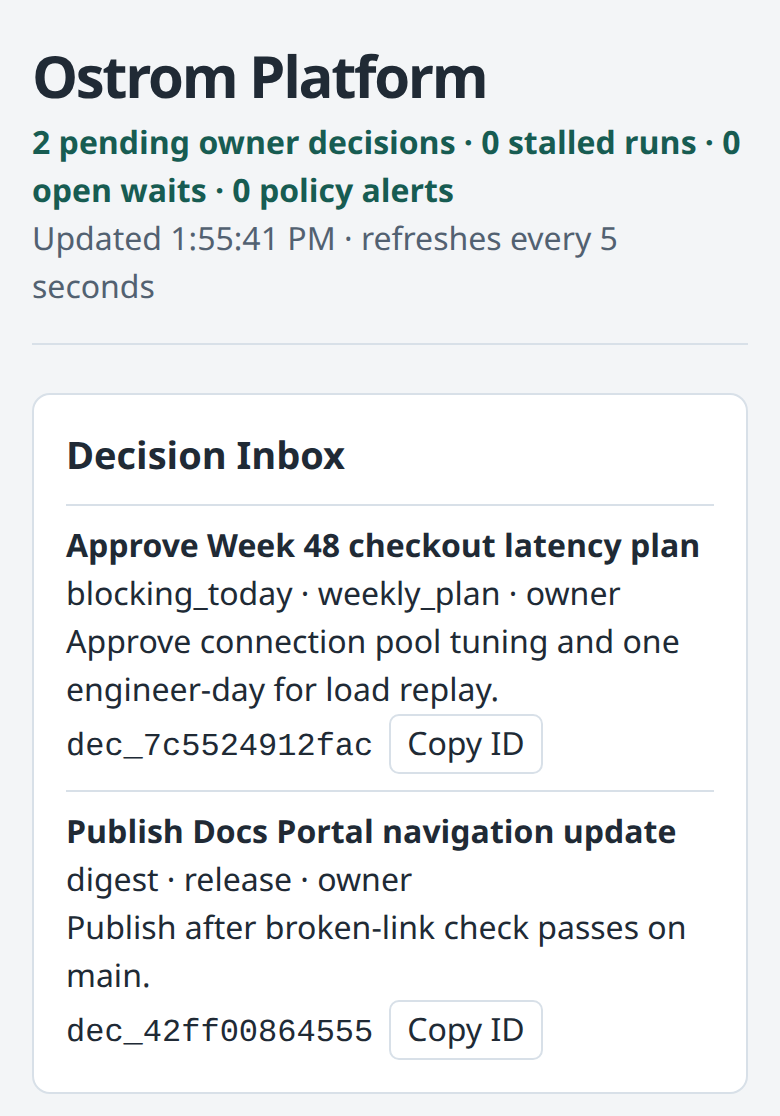 Ostrom Platform
2 pending owner decisions · 0 stalled runs · 0
open waits · 0 policy alerts
Updated 1:55:41 PM · refreshes every 5
seconds
Decision Inbox
Approve Week 48 checkout latency plan
blocking_today · weekly_plan · owner
Approve connection pool tuning and one
engineer-day for load replay.
dec_7c5524912fac Copy ID
Publish Docs Portal navigation update
digest · release · owner
Publish after broken-link check passes on
main.
dec_42ff00864555 Copy ID